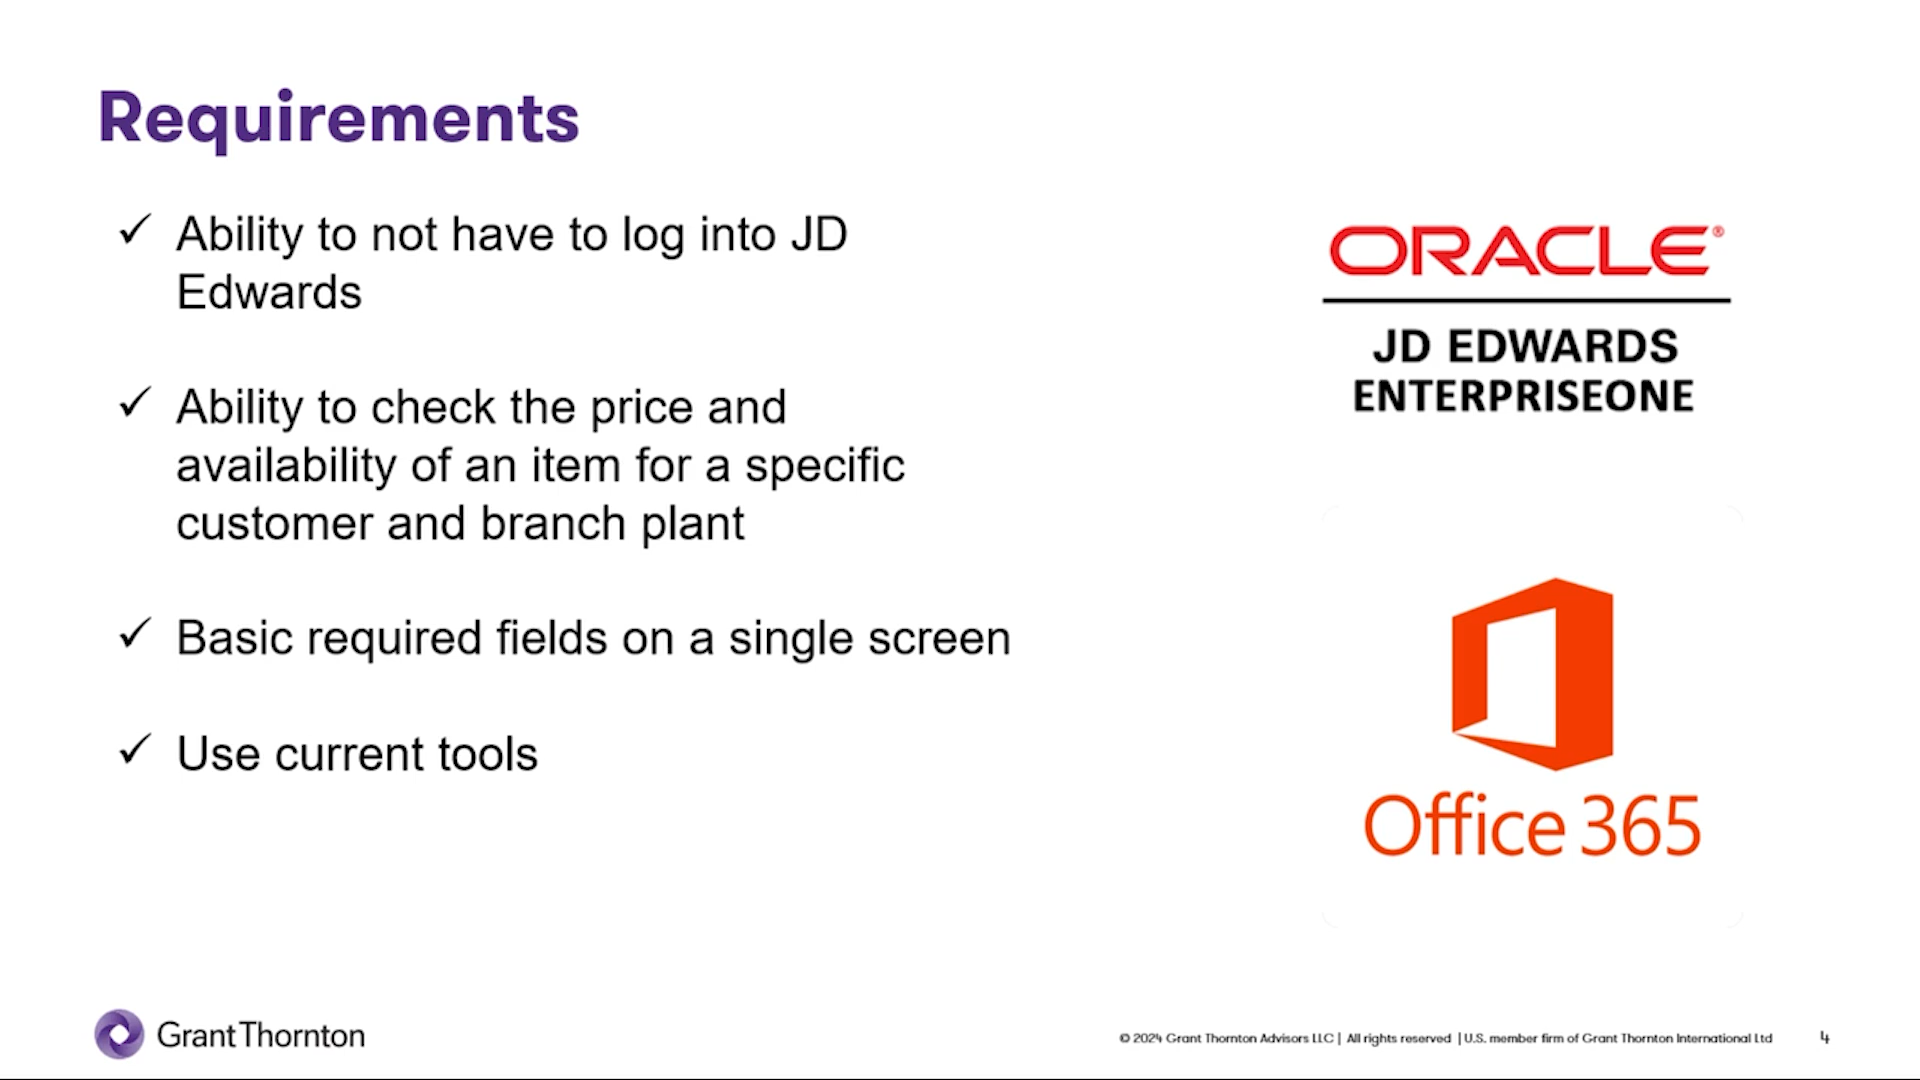 Requirements
✓ Ability to not have to log into JD
Edwards
✓ Ability to check the price and
availability of an item for a specific
customer and branch plant
✓ Basic required fields on a single screen
✓ Use current tools
ORACLE®
JD EDWARDS
ENTERPRISEONE
Office 365
GrantThornton
© 2024 Grant Thornton Advisors LLC | All rights reserved | U.S. member firm of Grant Thornton International Ltd
4